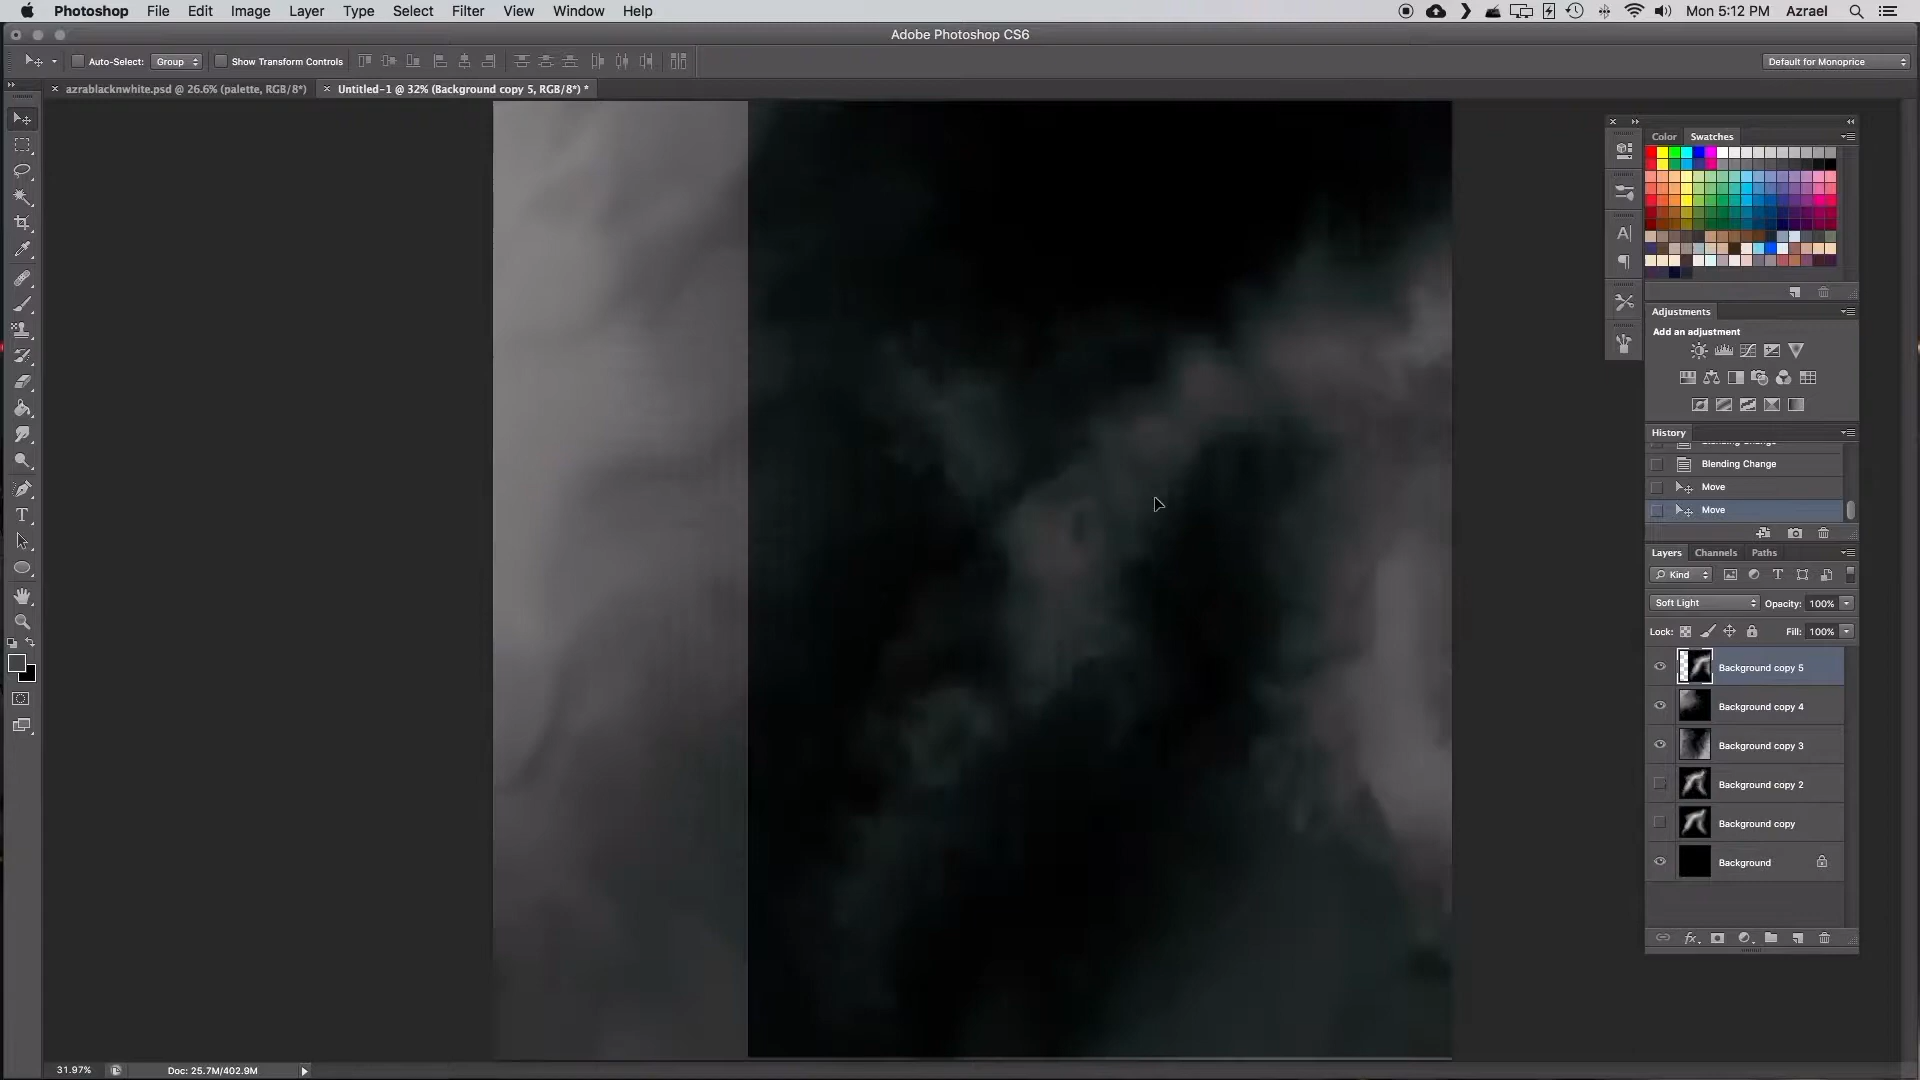 Photoshop File Edit Image Layer Type Select Filter View Window Help Mon 5:12 PM Azrael
Adobe Photoshop CS6
Auto-Select: Group Show Transform Controls Default for Monoprice
azrablacknwhite.psd @ 26.6% (palette, RGB/8*) Untitled-1 @ 32% (Background copy 5, RGB/8*) *
Color Swatches
Adjustments
Add an adjustment
History
Blending Change
Blending Change
Move
Move
Layers Channels Paths
Kind
Soft Light Opacity: 100%
Lock: Fill: 100%
Background copy 5
Background copy 4
Background copy 3
Background copy 2
Background copy
Background
31.97% Doc: 25.7M/402.9M